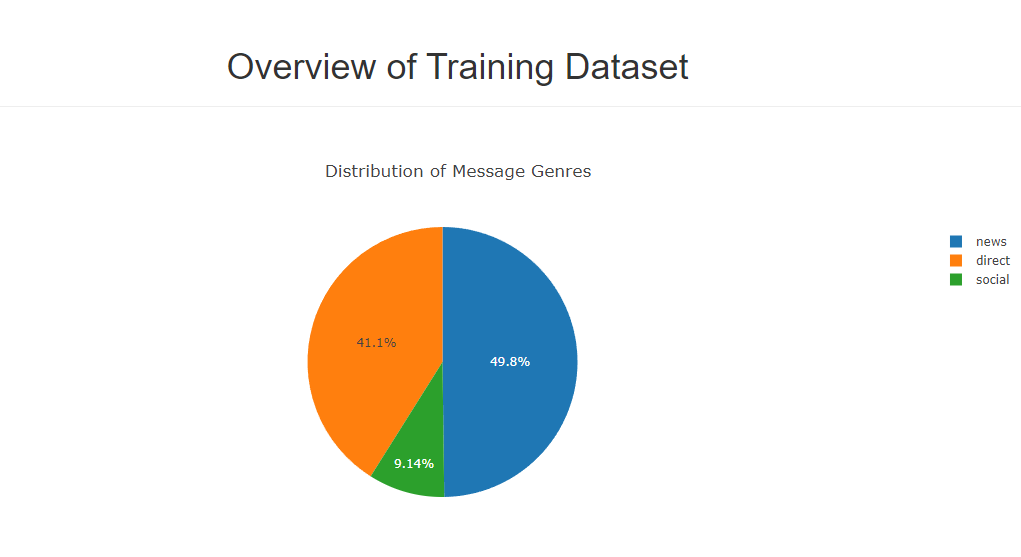 Overview of Training Dataset
Distribution of Message Genres
news
direct
social
41.1%
49.8%
9.14%